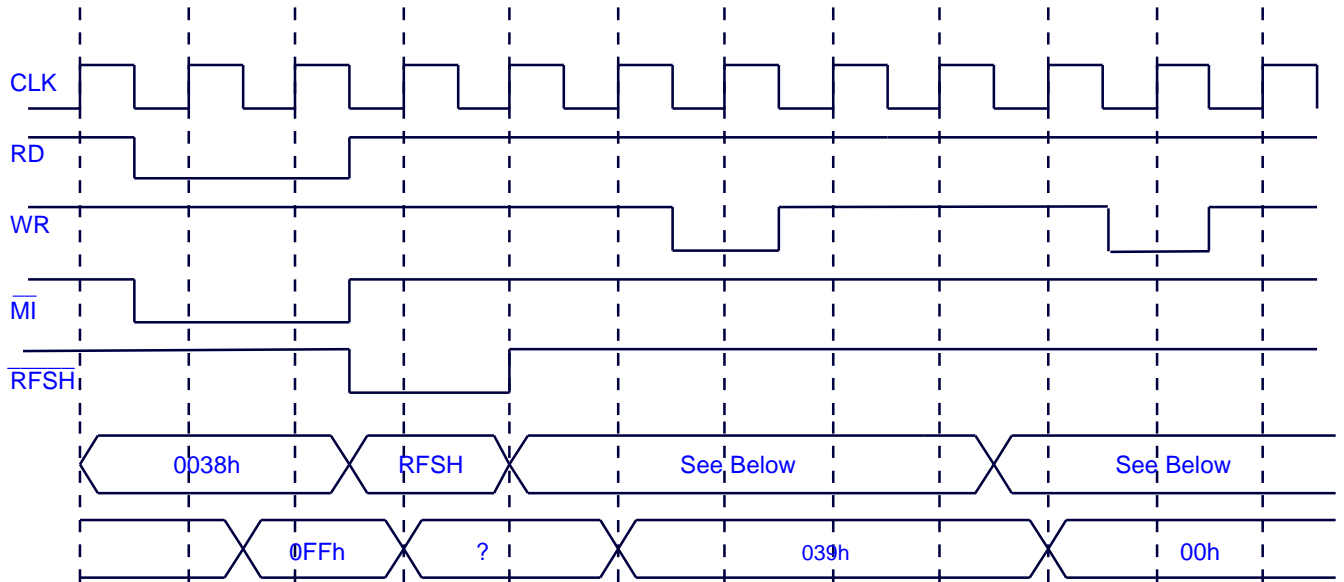 CLK
RD
WR
MI
RFSH
0038h RFSH See Below See Below
0FFh ? 039h 00h